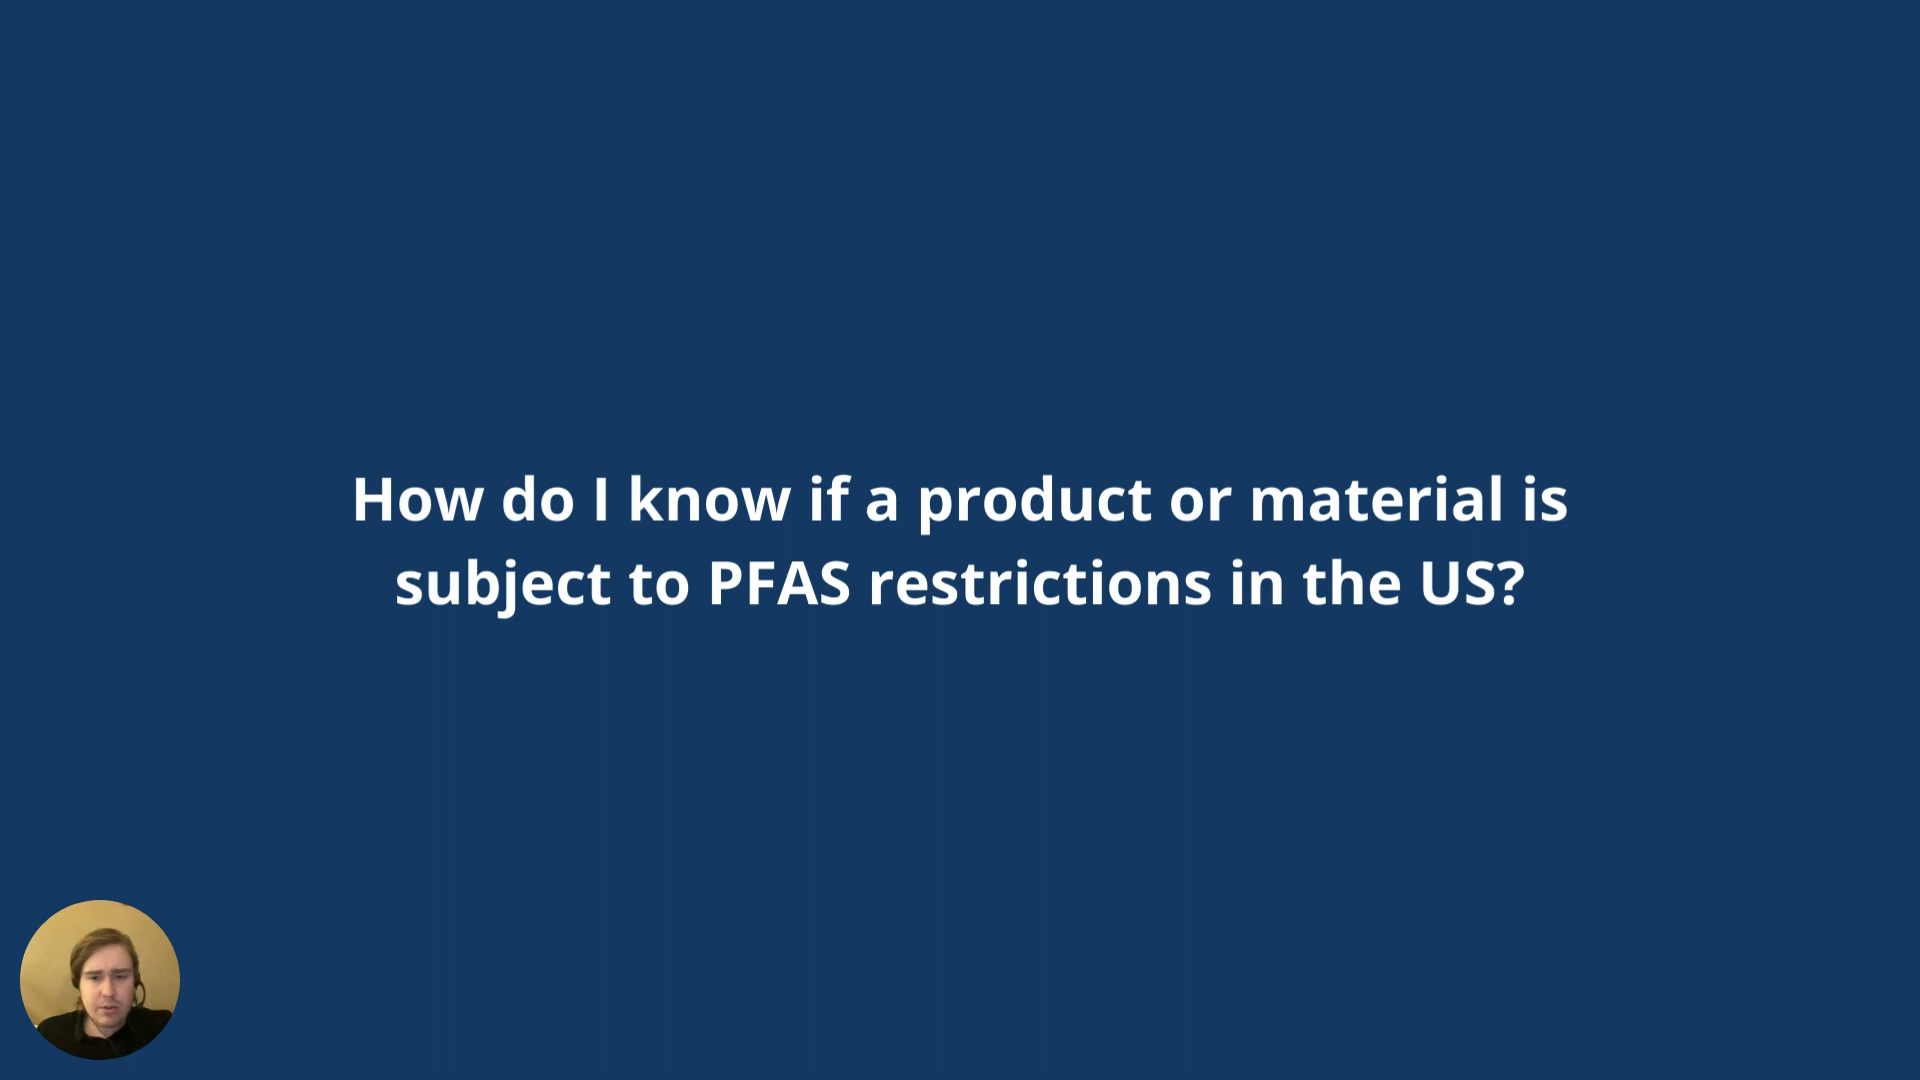 How do I know if a product or material is
subject to PFAS restrictions in the US?